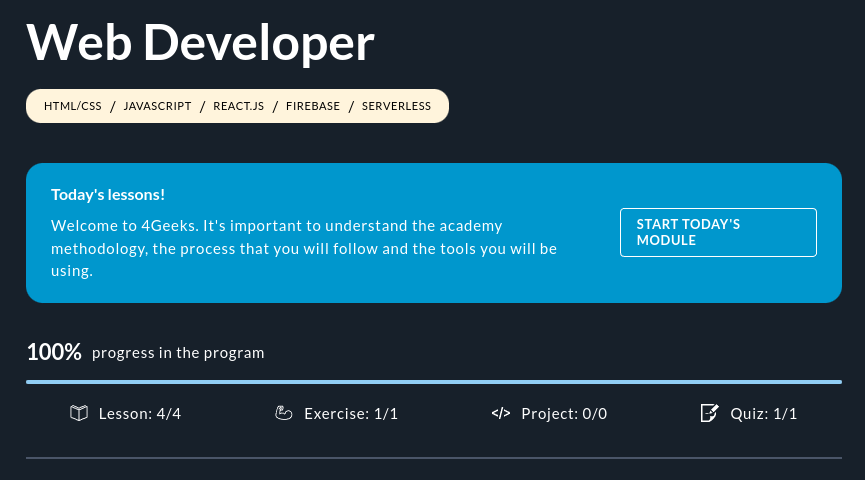 Web Developer
HTML/CSS / JAVASCRIPT / REACT.JS / FIREBASE / SERVERLESS
Today's lessons!
Welcome to 4Geeks. It's important to understand the academy
methodology, the process that you will follow and the tools you will be
using.
START TODAY'S
MODULE
100% progress in the program
Lesson: 4/4
Exercise: 1/1
</> Project: 0/0
Quiz: 1/1